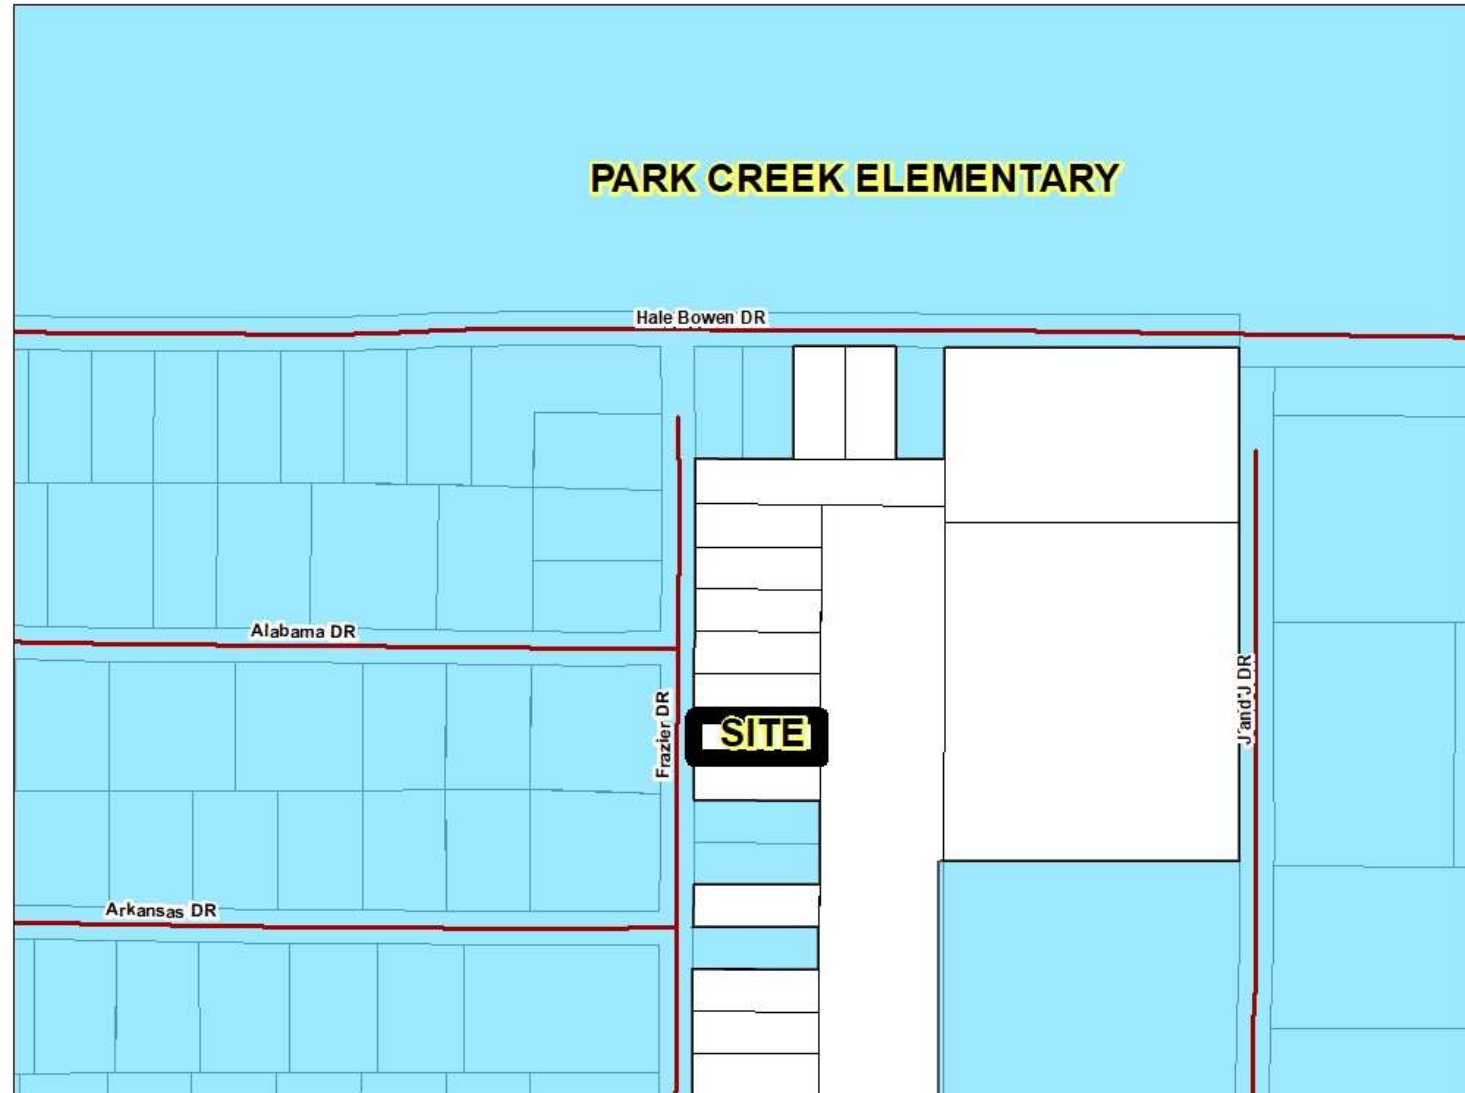 PARK CREEK ELEMENTARY
Hale Bowen DR
Alabama DR
Frazier DR
SITE
J and J DR
Arkansas DR